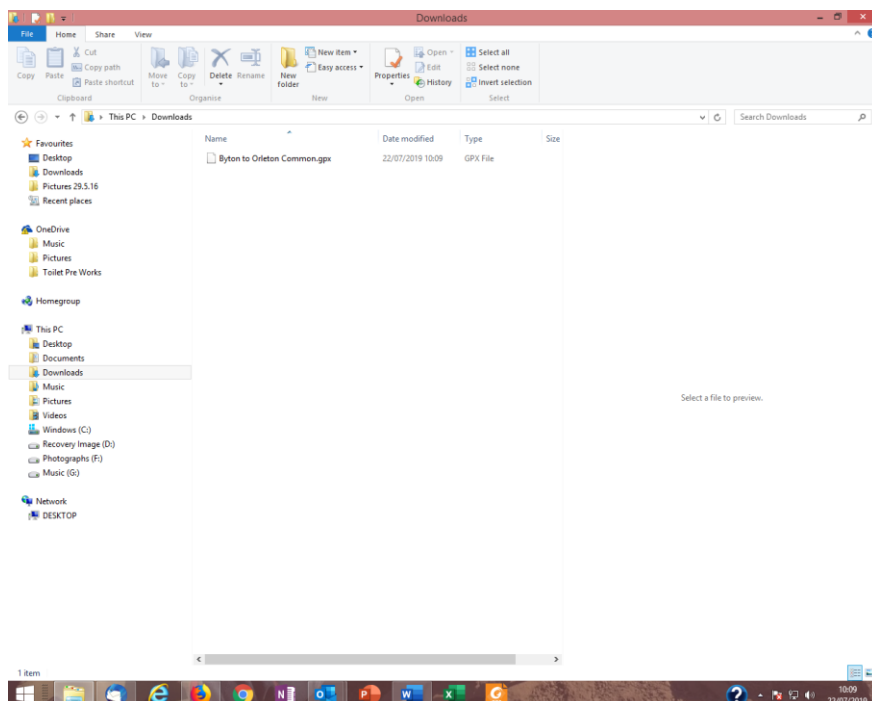 Downloads
File Home Share View
Copy
Paste
Cut
Copy path
Paste shortcut
Clipboard
Move to
Copy to
Delete
Rename
Organise
New folder
New item
Easy access
New
Properties
Open
Edit
History
Open
Select all
Select none
Invert selection
Select
This PC Downloads
Search Downloads
Name Date modified Type Size
Byton to Orleton Common.gpx 22/07/2019 10:09 GPX File
Favourites
Desktop
Downloads
Pictures 29.5.16
Recent places
OneDrive
Music
Pictures
Toilet Pre Works
Homegroup
This PC
Desktop
Documents
Downloads
Music
Pictures
Videos
Windows (C:)
Recovery Image (D:)
Photographs (F:)
Music (G:)
Network
DESKTOP
Select a file to preview.
1 item
10:09
22/07/2019